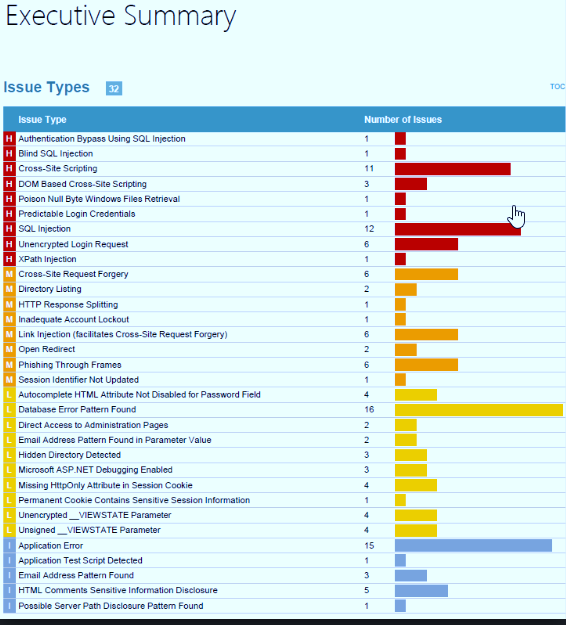 Executive Summary
Issue Types 32 TOC
Issue Type Number of Issues
H Authentication Bypass Using SQL Injection 1
H Blind SQL Injection 1
H Cross-Site Scripting 11
H DOM Based Cross-Site Scripting 3
H Poison Null Byte Windows Files Retrieval 1
H Predictable Login Credentials 1
H SQL Injection 12
H Unencrypted Login Request 6
H XPath Injection 1
M Cross-Site Request Forgery 6
M Directory Listing 2
M HTTP Response Splitting 1
M Inadequate Account Lockout 1
M Link Injection (facilitates Cross-Site Request Forgery) 6
M Open Redirect 2
M Phishing Through Frames 6
M Session Identifier Not Updated 1
L Autocomplete HTML Attribute Not Disabled for Password Field 4
L Database Error Pattern Found 16
L Direct Access to Administration Pages 2
L Email Address Pattern Found in Parameter Value 2
L Hidden Directory Detected 3
L Microsoft ASP.NET Debugging Enabled 3
L Missing HttpOnly Attribute in Session Cookie 4
L Permanent Cookie Contains Sensitive Session Information 1
L Unencrypted __VIEWSTATE Parameter 4
L Unsigned __VIEWSTATE Parameter 4
I Application Error 15
I Application Test Script Detected 1
I Email Address Pattern Found 3
I HTML Comments Sensitive Information Disclosure 5
I Possible Server Path Disclosure Pattern Found 1